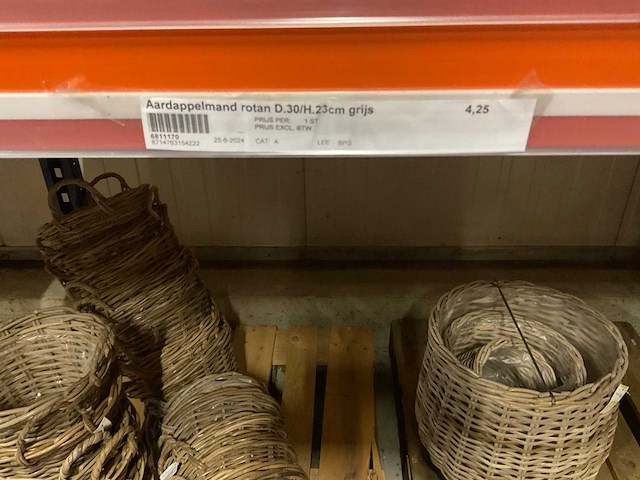 Aardappelmand rotan D.30/H.23cm grijs 4,25
PRIJS PER: 1 ST
PRIJS EXCL. BTW
6811170
8714763154222 25-6-2024 CAT: A LEE